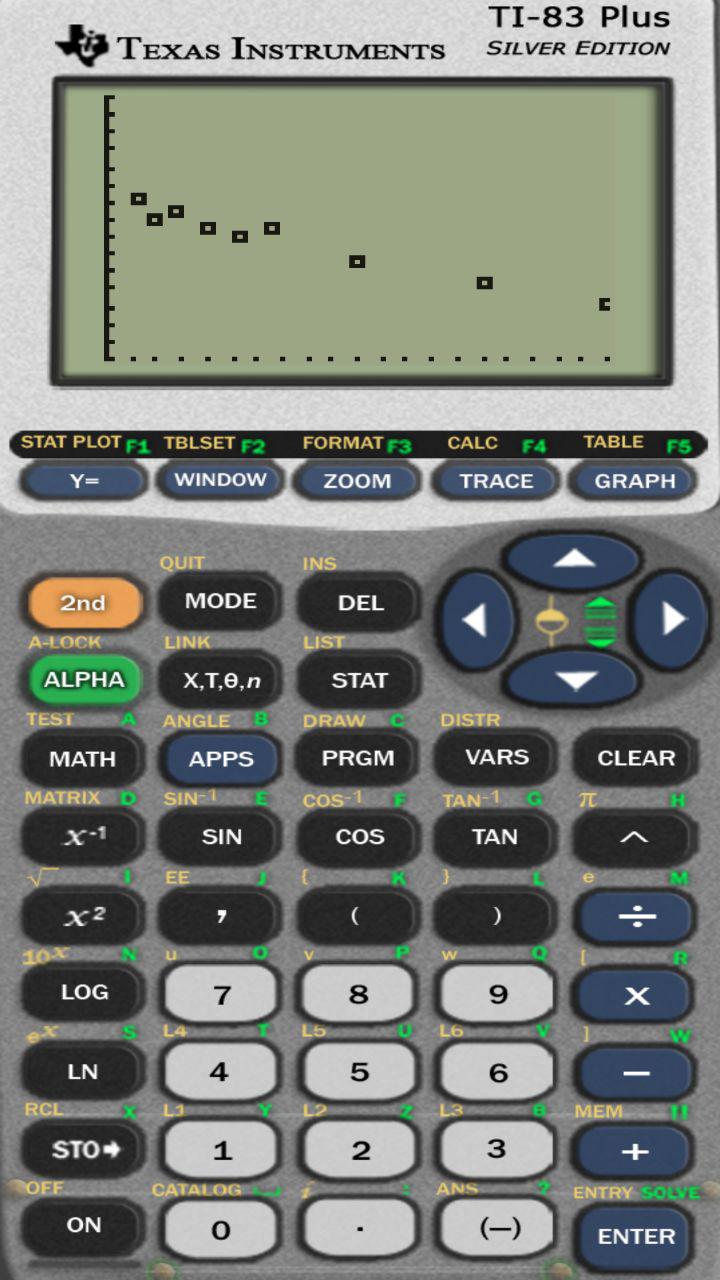 TI-83 Plus
TEXAS INSTRUMENTS SILVER EDITION
STAT PLOT F1 TBLSET F2 FORMAT F3 CALC F4 TABLE F5
Y= WINDOW ZOOM TRACE GRAPH
QUIT INS
2nd MODE DEL
A-LOCK LINK LIST
ALPHA X,T,θ,n STAT
TEST A ANGLE B DRAW C DISTR
MATH APPS PRGM VARS CLEAR
MATRIX D SIN⁻¹ E COS⁻¹ F TAN⁻¹ G π H
x⁻¹ SIN COS TAN ^
√ I EE J { K } L e M
x² , ( ) ÷
10ˣ N u O v P w Q [ R
LOG 7 8 9 ×
eˣ S L4 T L5 U L6 V ] W
LN 4 5 6 −
RCL X L1 Y L2 Z L3 θ MEM "
STO➡ 1 2 3 +
OFF CATALOG i : ANS ? ENTRY SOLVE
ON 0 . (—) ENTER